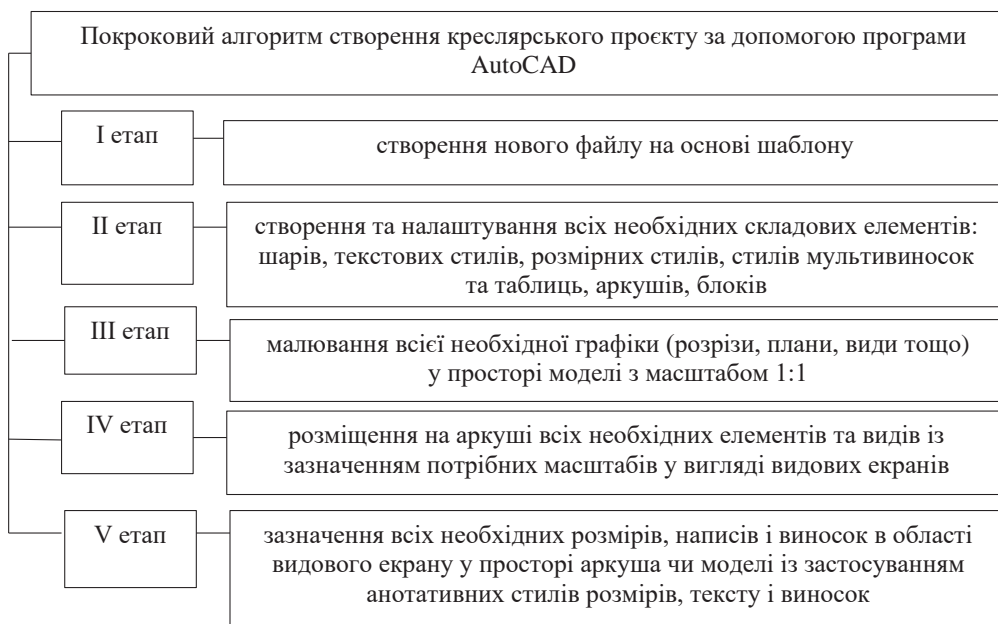 Покроковий алгоритм створення креслярського проєкту за допомогою програми
AutoCAD
I етап
створення нового файлу на основі шаблону
II етап
створення та налаштування всіх необхідних складових елементів:
шарів, текстових стилів, розмірних стилів, стилів мультивиносок
та таблиць, аркушів, блоків
III етап
малювання всієї необхідної графіки (розрізи, плани, види тощо)
у просторі моделі з масштабом 1:1
IV етап
розміщення на аркуші всіх необхідних елементів та видів із
зазначенням потрібних масштабів у вигляді видових екранів
V етап
зазначення всіх необхідних розмірів, написів і виносок в області
видового екрану у просторі аркуша чи моделі із застосуванням
анотативних стилів розмірів, тексту і виносок